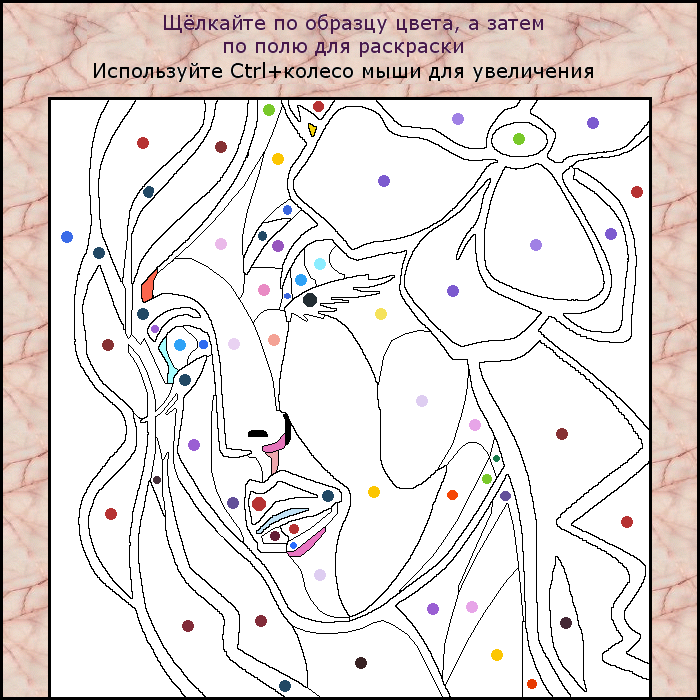 Щёлкайте по образцу цвета, а затем
по полю для раскраски
Используйте Ctrl+колесо мыши для увеличения